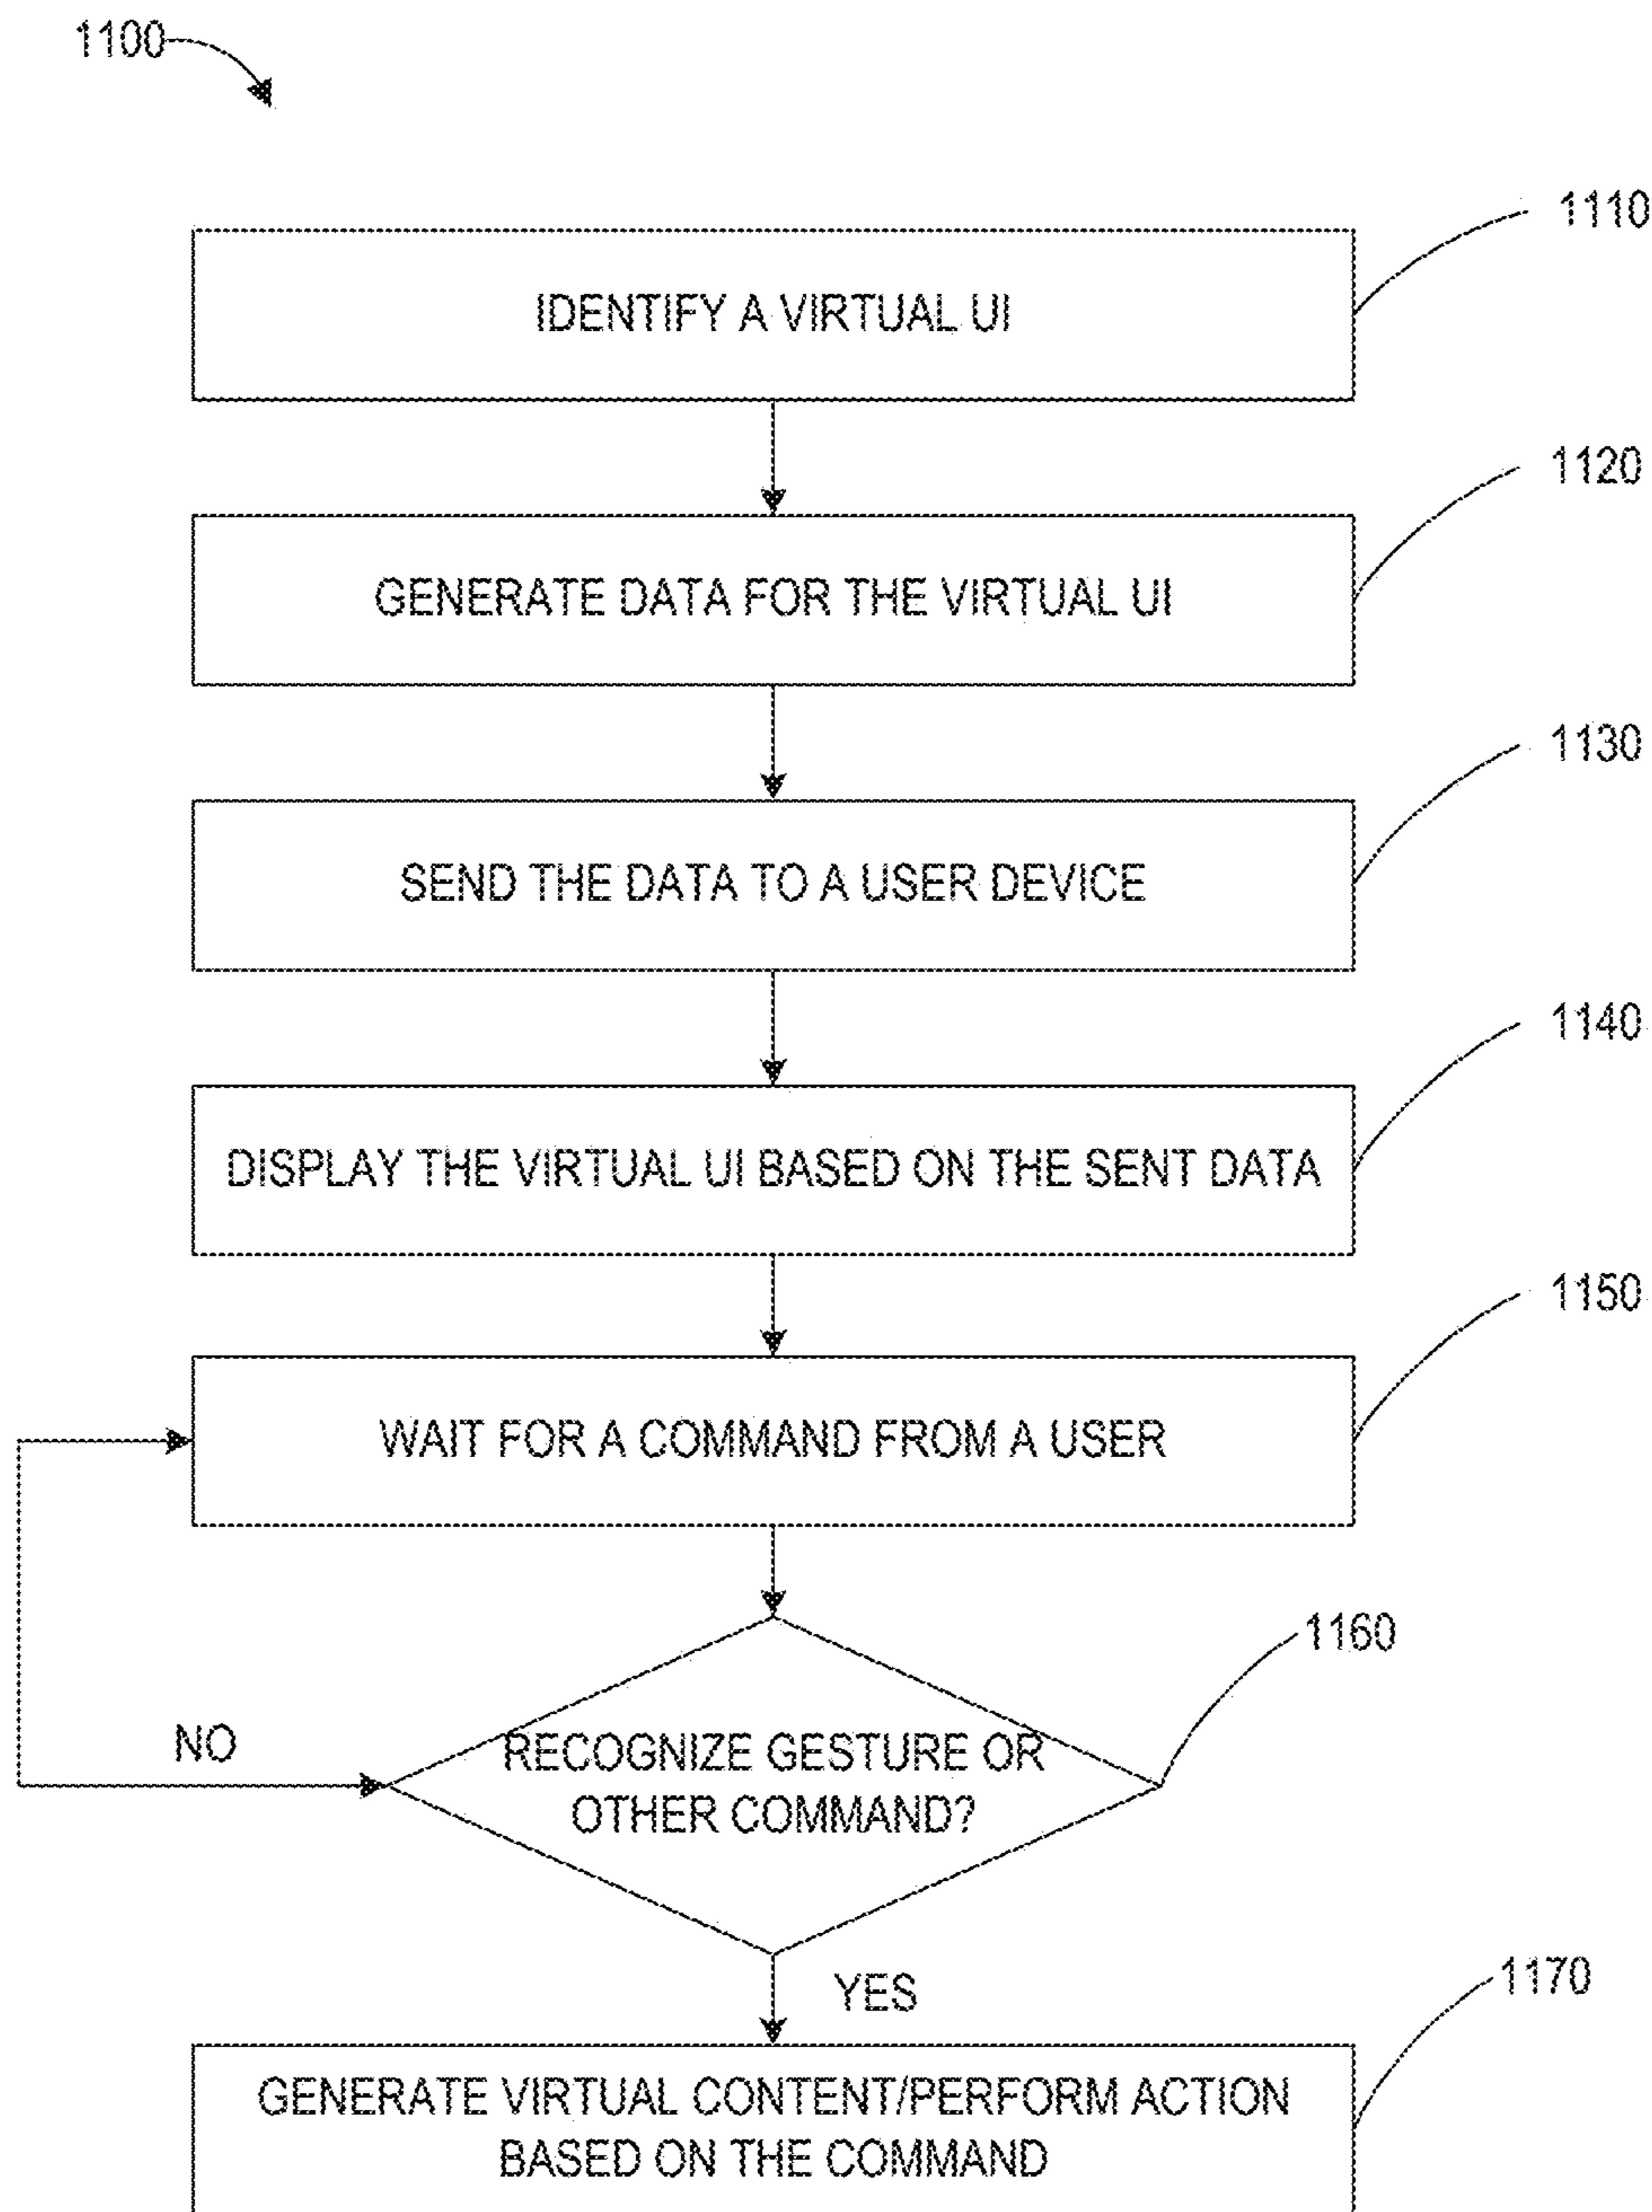 1100
1110
IDENTIFY A VIRTUAL UI
1120
GENERATE DATA FOR THE VIRTUAL UI
1130
SEND THE DATA TO A USER DEVICE
1140
DISPLAY THE VIRTUAL UI BASED ON THE SENT DATA
1150
WAIT FOR A COMMAND FROM A USER
1160
NO
RECOGNIZE GESTURE OR
OTHER COMMAND?
YES
1170
GENERATE VIRTUAL CONTENT/PERFORM ACTION
BASED ON THE COMMAND